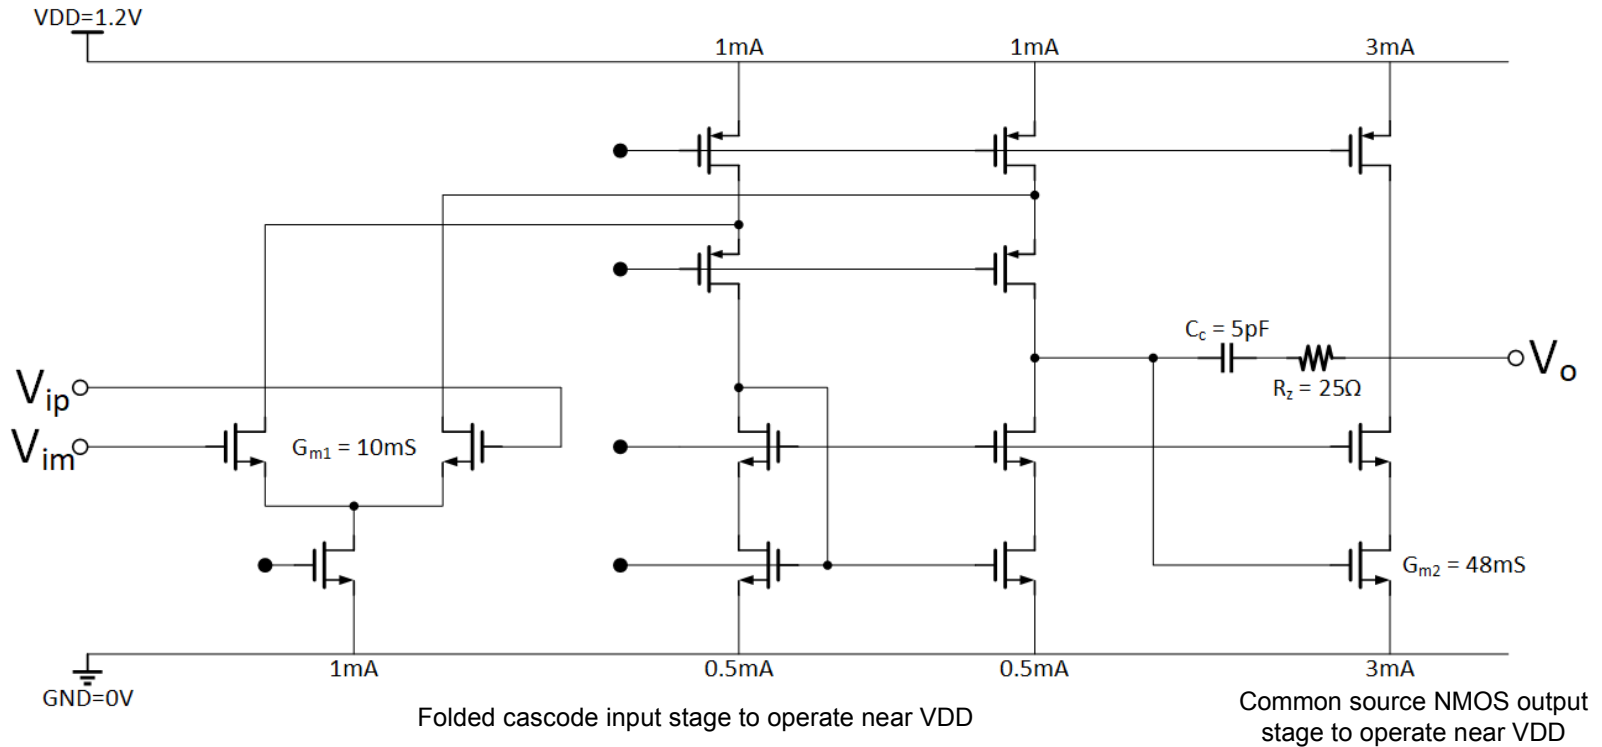 VDD=1.2V
1mA
1mA
3mA
Cc = 5pF
Vo
Rz = 25Ω
Vip
Vim
Gm1 = 10mS
Gm2 = 48mS
1mA
0.5mA
0.5mA
3mA
GND=0V
Folded cascode input stage to operate near VDD
Common source NMOS output
stage to operate near VDD